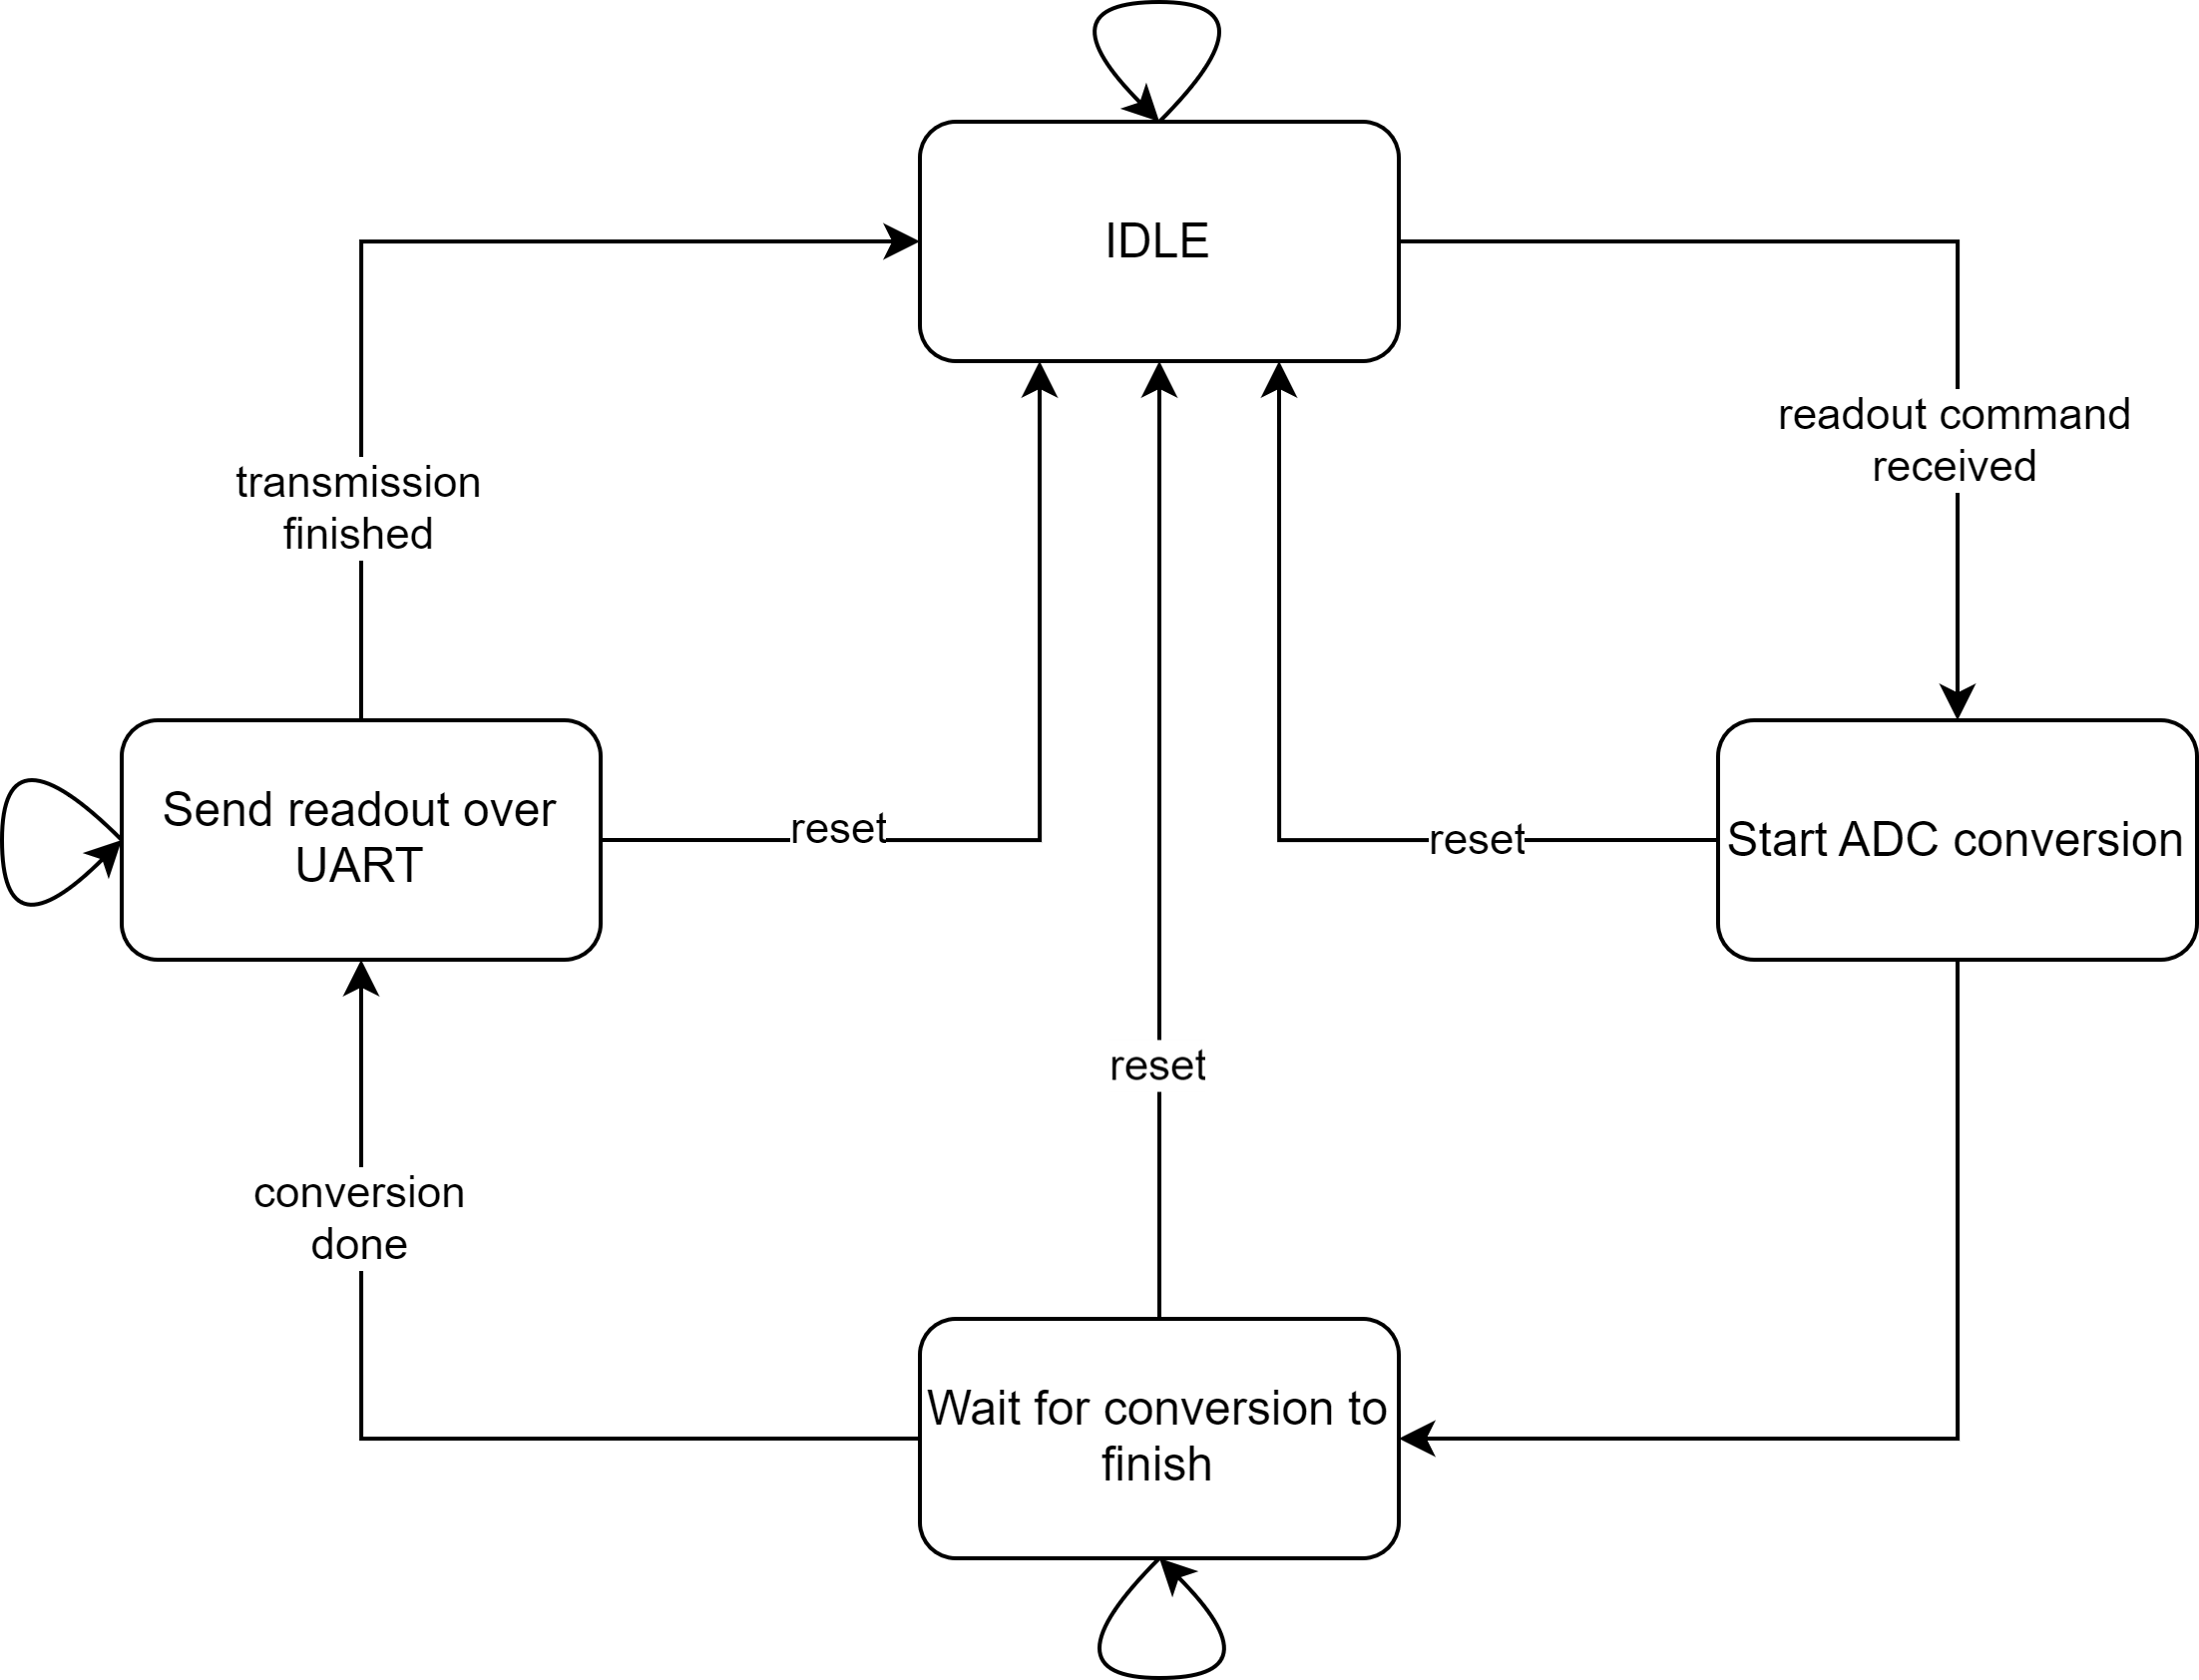 IDLE
readout command
received
transmission
finished
Send readout over
UART
reset
reset
Start ADC conversion
reset
conversion
done
Wait for conversion to
finish